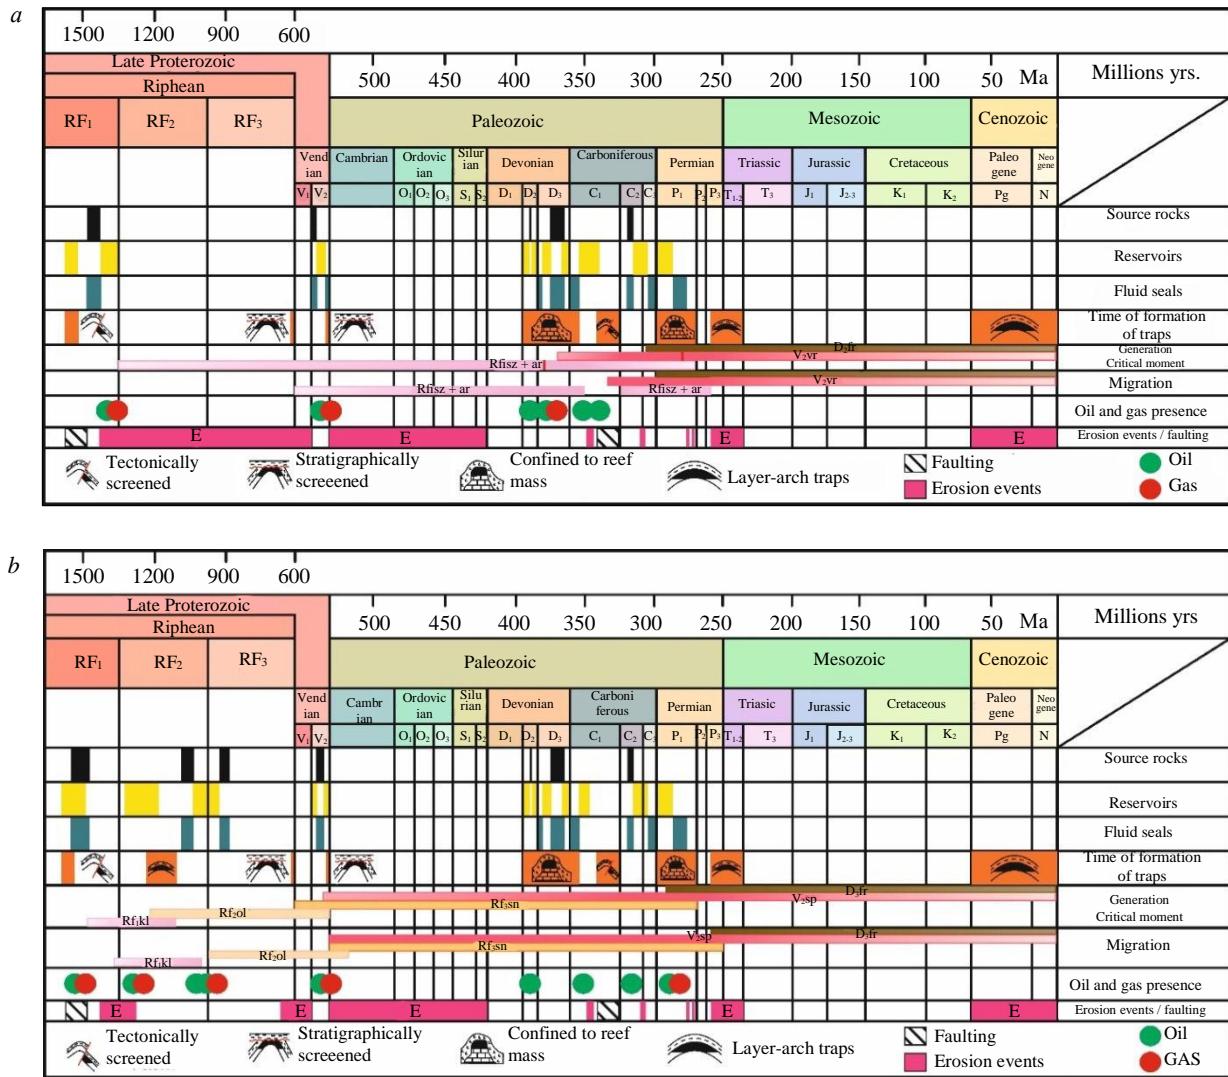 a
1500 1200 900 600
Late Proterozoic
500 450 400 350 300 250 200 150 100 50 Ma Millions yrs.
Riphean
RF1 RF2 RF3 Paleozoic Mesozoic Cenozoic
Vend
ian
Cambrian
Ordovic
ian
Silur
ian
Devonian
Carboniferous
Permian
Triassic
Jurassic
Cretaceous
Paleo
gene
Neo
gene
V1 V2 O1 O2 O3 S1 S2 D1 D2 D3 C1 C2 C3 P1 P2 P3 T1-2 T3 J1 J2-3 K1 K2 Pg N
Source rocks
Reservoirs
Fluid seals
Time of formation
of traps
D2fr
V2vr
Rfisz + ar
Generation
Critical moment
V2vr
Rfisz + ar Rfisz + ar
Migration
Oil and gas presence
E E E E Erosion events / faulting
Tectonically
screened
Stratigraphically
screeened
Confined to reef
mass
Layer-arch traps
Faulting
Erosion events
Oil
Gas
b
1500 1200 900 600
Late Proterozoic
500 450 400 350 300 250 200 150 100 50 Ma Millions yrs
Riphean
RF1 RF2 RF3 Paleozoic Mesozoic Cenozoic
Vend
ian
Cambr
ian
Ordovic
ian
Silu
rian
Devonian
Carboni
ferous
Permian
Triasic
Jurassic
Cretaceous
Paleo
gene
Neo
gene
V1 V2 O1 O2 O3 S1 S2 D1 D2 D3 C1 C2 C3 P1 P2 P3 T1-2 T3 J1 J2-3 K1 K2 Pg N
Source rocks
Reservoirs
Fluid seals
Time of formation
of traps
D3fr
V2sp
Rf3sn
Rf2ol
Rf1kl
Generation
Critical moment
V2sp D3fr
Rf3sn
Rf2ol
Rf1kl
Migration
Oil and gas presence
E E E E E Erosion events / faulting
Tectonically
screened
Stratigraphically
screeened
Confined to reef
mass
Layer-arch traps
Faulting
Erosion events
Oil
GAS